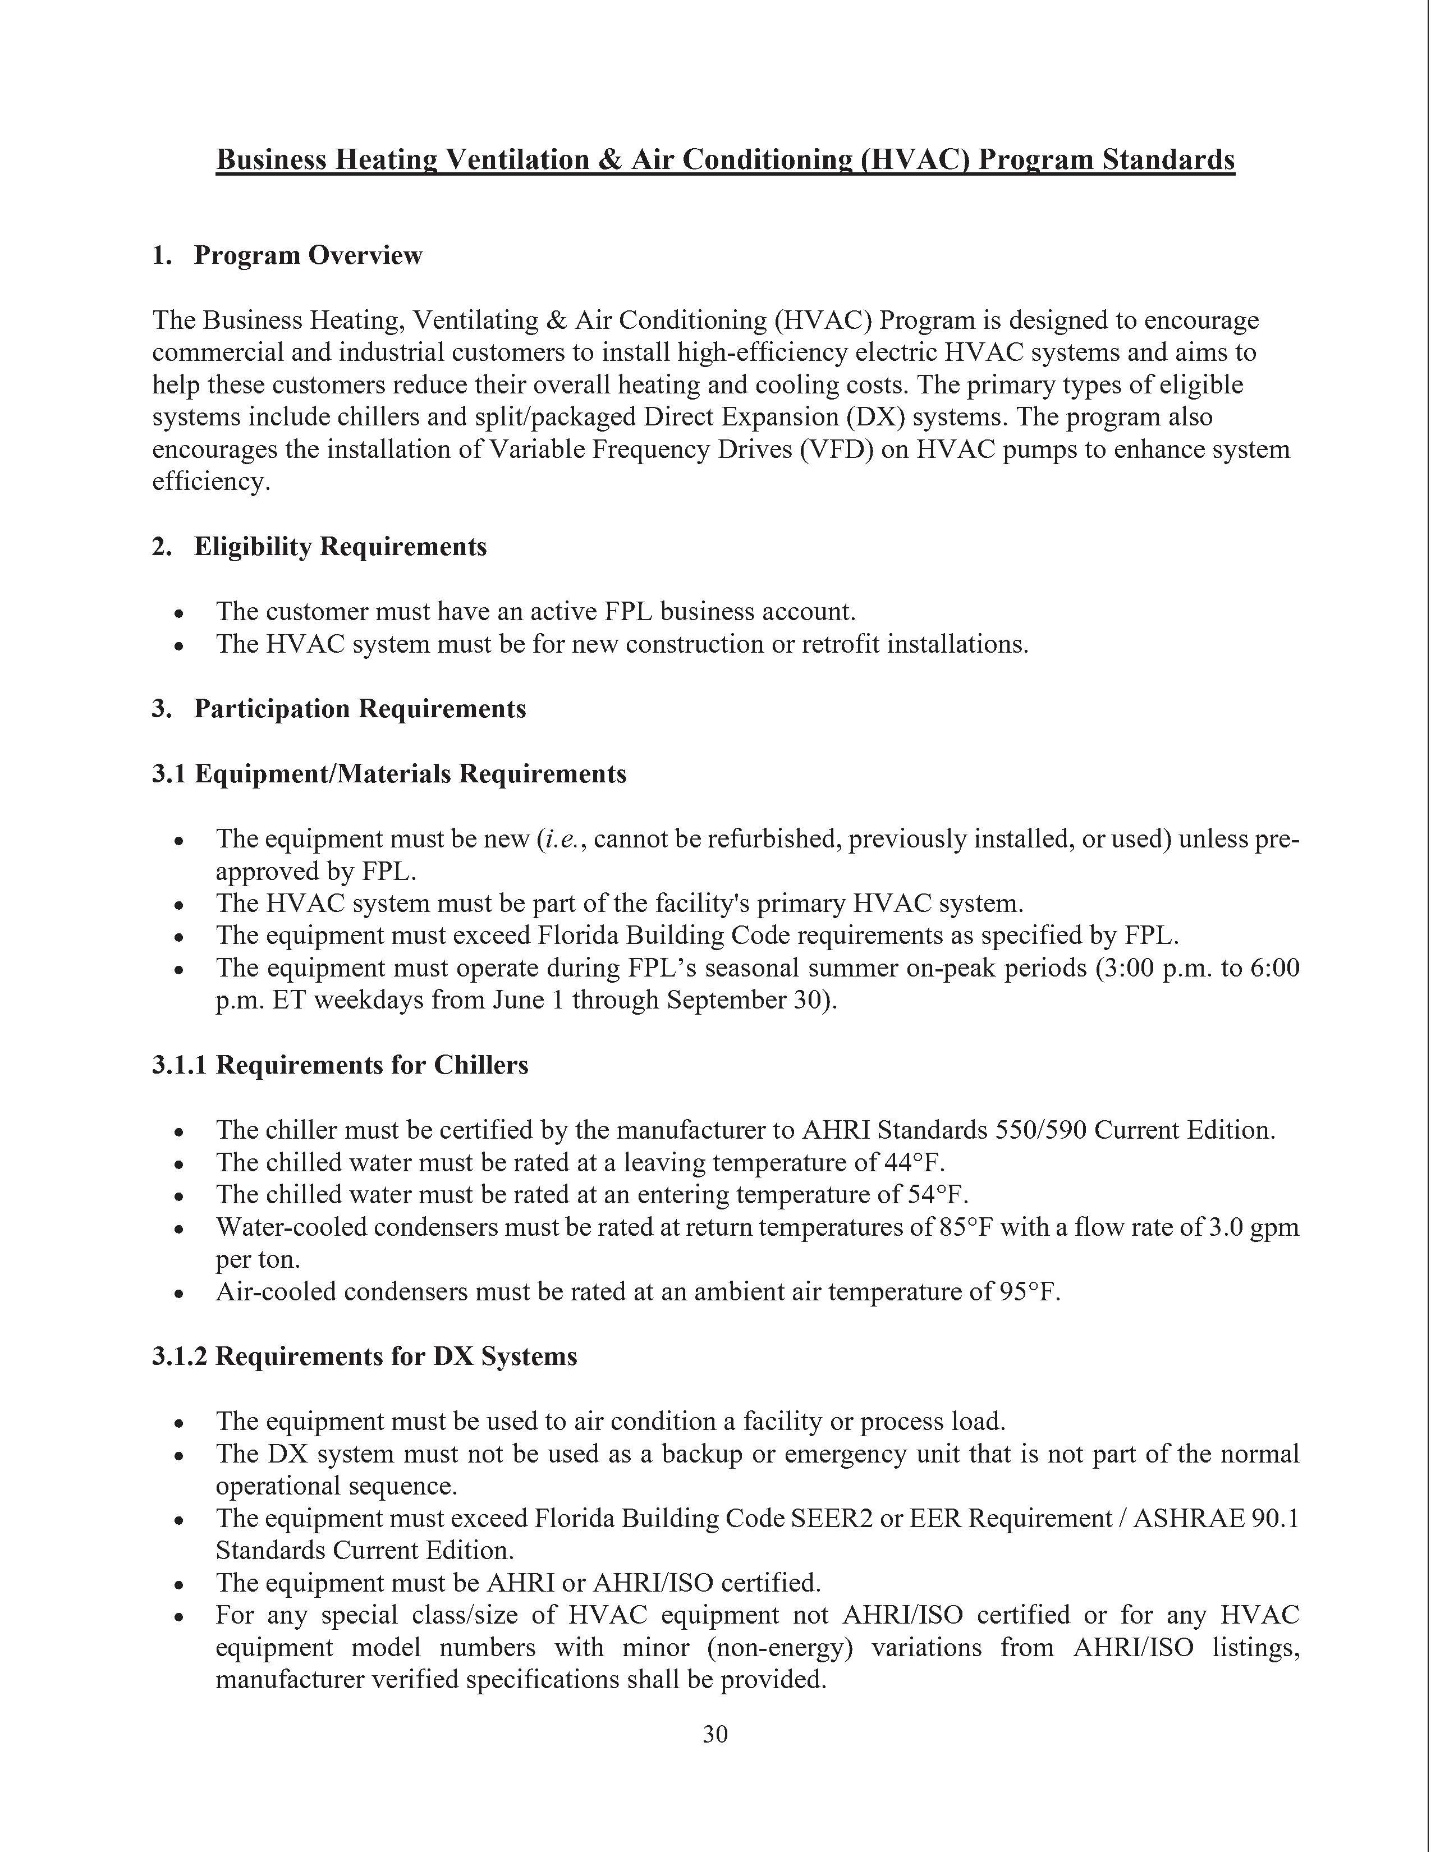 Business Heating Ventilation & Air Conditioning (HVAC) Program Standards
1. Program Overview
The Business Heating, Ventilating & Air Conditioning (HVAC) Program is designed to encourage
commercial and industrial customers to install high-efficiency electric HVAC systems and aims to
help these customers reduce their overall heating and cooling costs. The primary types of eligible
systems include chillers and split/packaged Direct Expansion (DX) systems. The program also
encourages the installation of Variable Frequency Drives (VFD) on HVAC pumps to enhance system
efficiency.
2. Eligibility Requirements
• The customer must have an active FPL business account.
• The HVAC system must be for new construction or retrofit installations.
3. Participation Requirements
3.1 Equipment/Materials Requirements
• The equipment must be new (i.e., cannot be refurbished, previously installed, or used) unless pre-
approved by FPL.
• The HVAC system must be part of the facility's primary HVAC system.
• The equipment must exceed Florida Building Code requirements as specified by FPL.
• The equipment must operate during FPL’s seasonal summer on-peak periods (3:00 p.m. to 6:00
p.m. ET weekdays from June 1 through September 30).
3.1.1 Requirements for Chillers
• The chiller must be certified by the manufacturer to AHRI Standards 550/590 Current Edition.
• The chilled water must be rated at a leaving temperature of 44°F.
• The chilled water must be rated at an entering temperature of 54°F.
• Water-cooled condensers must be rated at return temperatures of 85°F with a flow rate of 3.0 gpm
per ton.
• Air-cooled condensers must be rated at an ambient air temperature of 95°F.
3.1.2 Requirements for DX Systems
• The equipment must be used to air condition a facility or process load.
• The DX system must not be used as a backup or emergency unit that is not part of the normal
operational sequence.
• The equipment must exceed Florida Building Code SEER2 or EER Requirement / ASHRAE 90.1
Standards Current Edition.
• The equipment must be AHRI or AHRI/ISO certified.
• For any special class/size of HVAC equipment not AHRI/ISO certified or for any HVAC
equipment model numbers with minor (non-energy) variations from AHRI/ISO listings,
manufacturer verified specifications shall be provided.
30